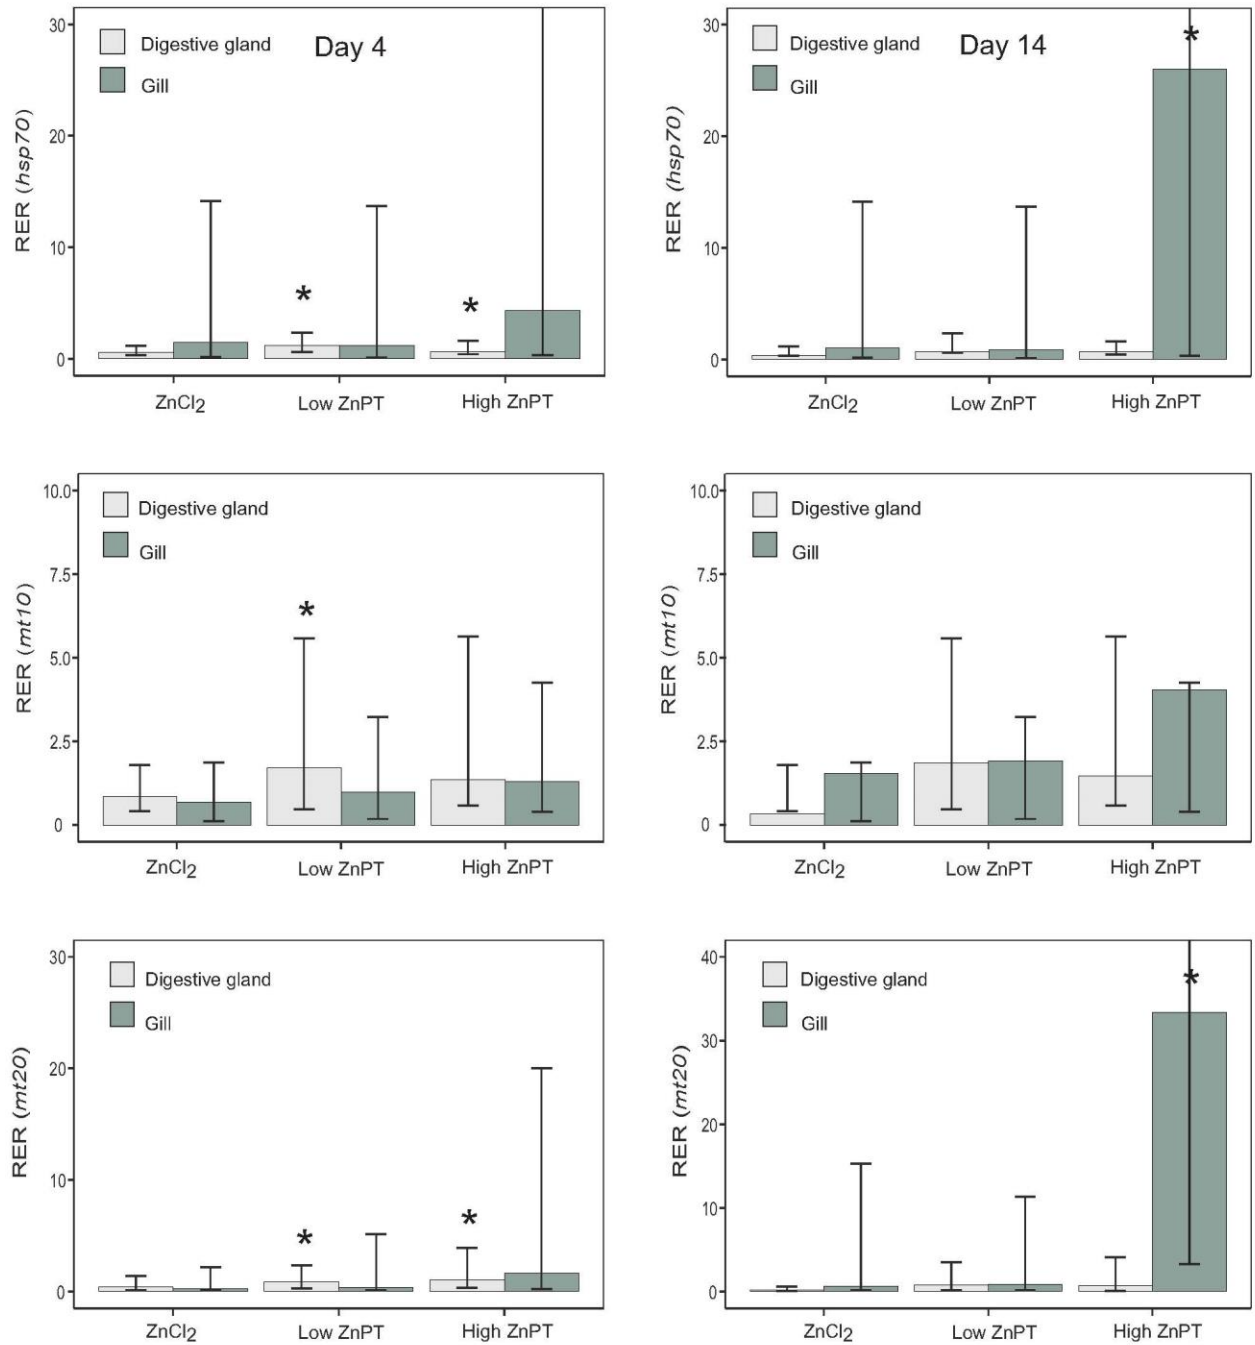 Day 4
Digestive gland
Gill
RER (hsp70)
30
20
10
0
ZnCl2 Low ZnPT High ZnPT
*
*
Day 14
Digestive gland
Gill
RER (hsp70)
30
20
10
0
ZnCl2 Low ZnPT High ZnPT
*
Digestive gland
Gill
RER (mt10)
10.0
7.5
5.0
2.5
0
ZnCl2 Low ZnPT High ZnPT
*
Digestive gland
Gill
RER (mt10)
10.0
7.5
5.0
2.5
0
ZnCl2 Low ZnPT High ZnPT
Digestive gland
Gill
RER (mt20)
30
20
10
0
ZnCl2 Low ZnPT High ZnPT
*
*
Digestive gland
Gill
RER (mt20)
40
30
20
10
0
ZnCl2 Low ZnPT High ZnPT
*